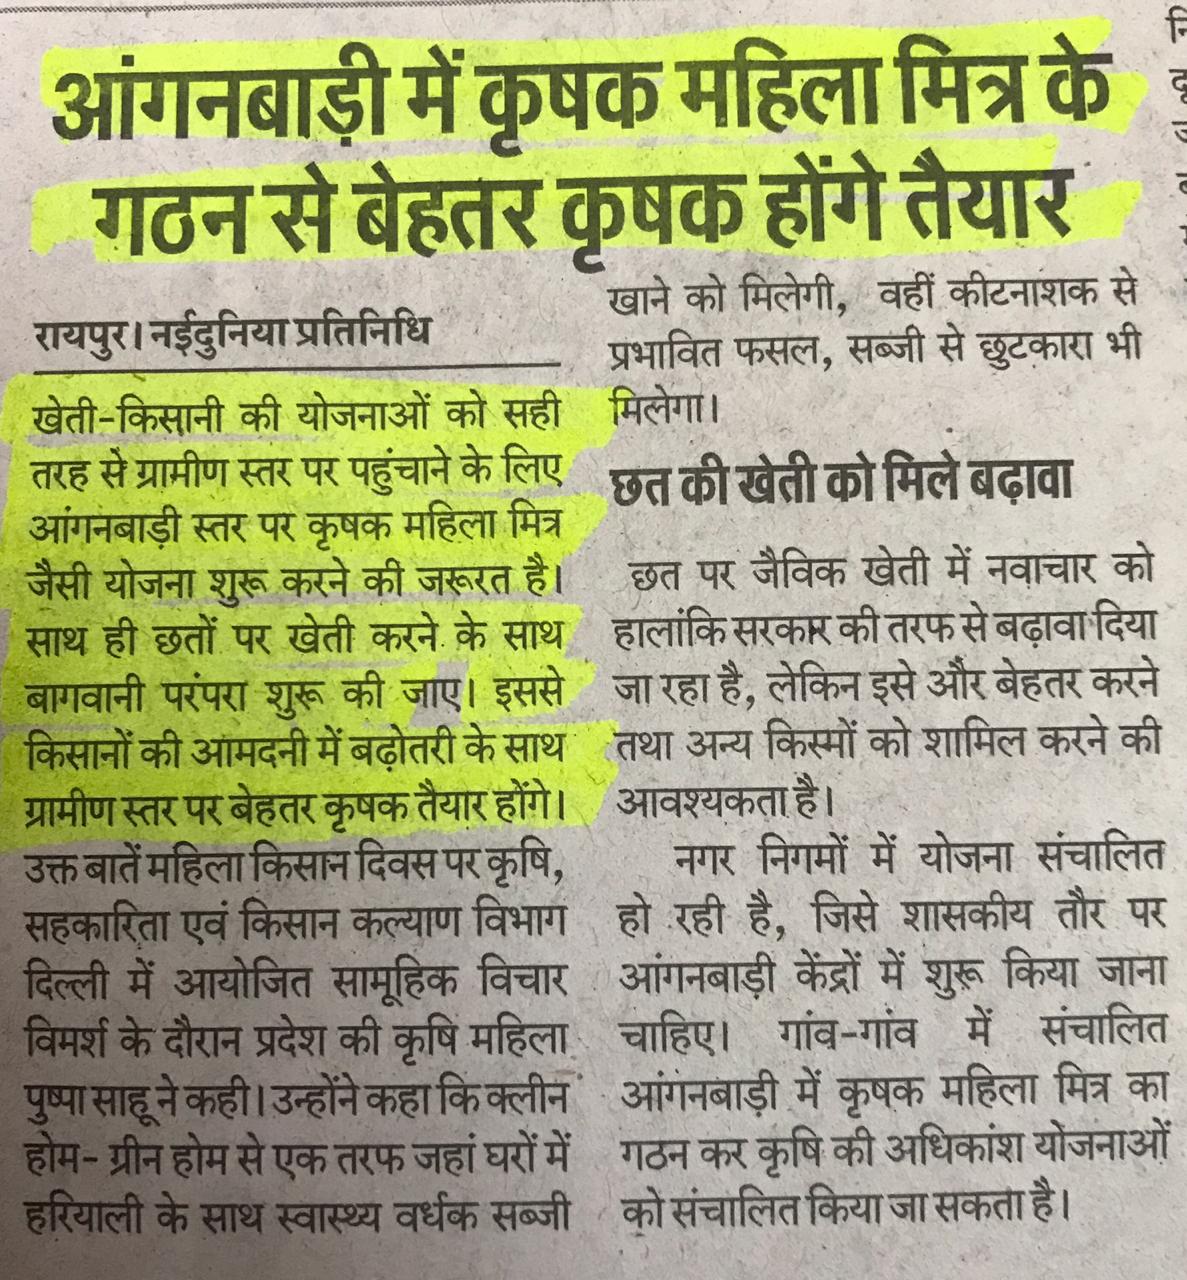 आंगनबाड़ी में कृषक महिला मित्र के
गठन से बेहतर कृषक होंगे तैयार
रायपुर। नईदुनिया प्रतिनिधि
खेती-किसानी की योजनाओं को सही
तरह से ग्रामीण स्तर पर पहुंचाने के लिए
आंगनबाड़ी स्तर पर कृषक महिला मित्र
जैसी योजना शुरू करने की जरूरत है।
साथ ही छतों पर खेती करने के साथ
बागवानी परंपरा शुरू की जाए। इससे
किसानों की आमदनी में बढ़ोतरी के साथ
ग्रामीण स्तर पर बेहतर कृषक तैयार होंगे।
उक्त बातें महिला किसान दिवस पर कृषि,
सहकारिता एवं किसान कल्याण विभाग
दिल्ली में आयोजित सामूहिक विचार
विमर्श के दौरान प्रदेश की कृषि महिला
पुष्पा साहू ने कही। उन्होंने कहा कि क्लीन
होम- ग्रीन होम से एक तरफ जहां घरों में
हरियाली के साथ स्वास्थ्य वर्धक सब्जी
खाने को मिलेगी, वहीं कीटनाशक से
प्रभावित फसल, सब्जी से छुटकारा भी
मिलेगा।
छत की खेती को मिले बढ़ावा
छत पर जैविक खेती में नवाचार को
हालांकि सरकार की तरफ से बढ़ावा दिया
जा रहा है, लेकिन इसे और बेहतर करने
तथा अन्य किस्मों को शामिल करने की
आवश्यकता है।
नगर निगमों में योजना संचालित
हो रही है, जिसे शासकीय तौर पर
आंगनबाड़ी केंद्रों में शुरू किया जाना
चाहिए। गांव-गांव में संचालित
आंगनबाड़ी में कृषक महिला मित्र का
गठन कर कृषि की अधिकांश योजनाओं
को संचालित किया जा सकता है।